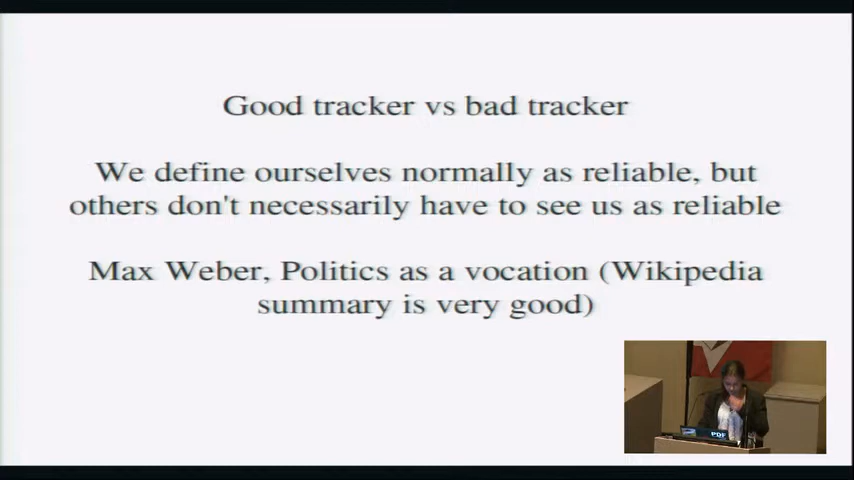 Good tracker vs bad tracker
We define ourselves normally as reliable, but
others don't necessarily have to see us as reliable
Max Weber, Politics as a vocation (Wikipedia
summary is very good)
PDF